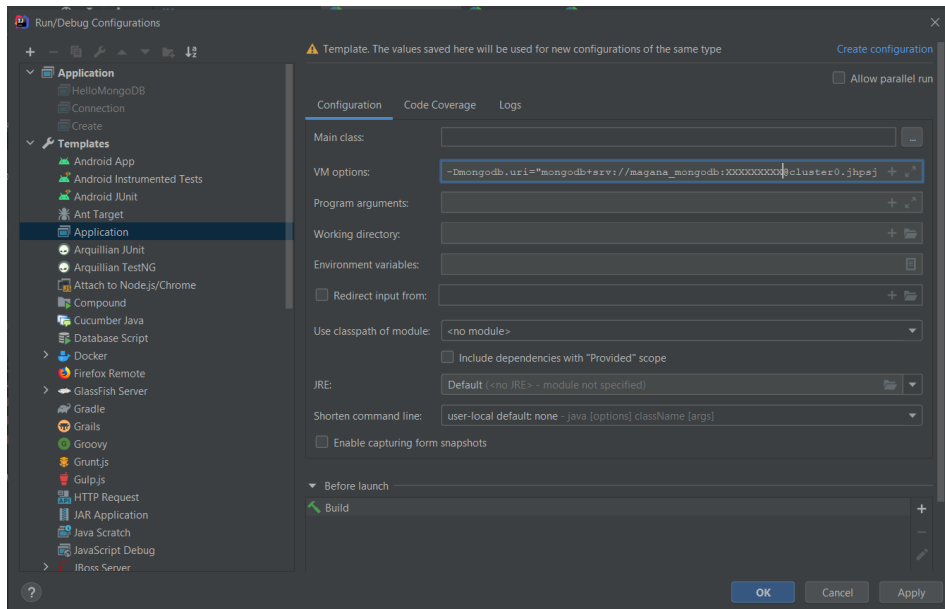 Run/Debug Configurations
Template. The values saved here will be used for new configurations of the same type
Create configuration
Application
HelloMongoDB
Connection
Create
Templates
Android App
Android Instrumented Tests
Android JUnit
Ant Target
Application
Arquillian JUnit
Arquillian TestNG
Attach to Node.js/Chrome
Compound
Cucumber Java
Database Script
Docker
Firefox Remote
GlassFish Server
Gradle
Grails
Groovy
Grunt.js
Gulp.js
HTTP Request
JAR Application
Java Scratch
JavaScript Debug
JBoss Server
Allow parallel run
Configuration Code Coverage Logs
Main class:
VM options: -Dmongodb.uri="mongodb+srv://magana_mongodb:XXXXXXXXX@cluster0.jhpsj
Program arguments:
Working directory:
Environment variables:
Redirect input from:
Use classpath of module: <no module>
Include dependencies with "Provided" scope
JRE: Default (<no JRE> - module not specified)
Shorten command line: user-local default: none - java [options] className [args]
Enable capturing form snapshots
Before launch
Build
? OK Cancel Apply